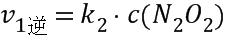 v₁逆 = k₂ · c(N₂O₂)